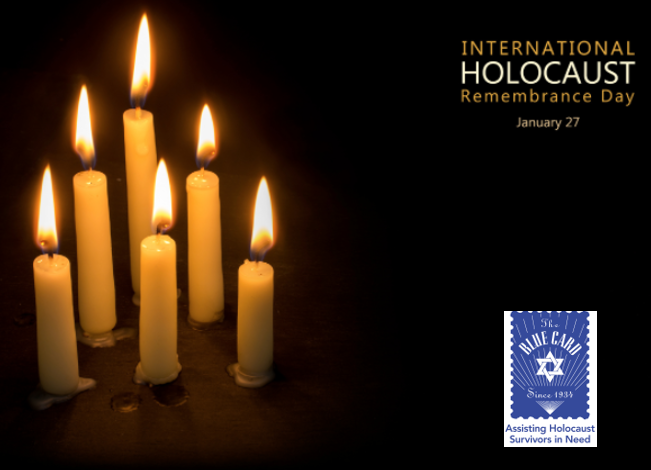 INTERNATIONAL
HOLOCAUST
Remembrance Day
January 27
The
BLUE CARD
Since 1934
Assisting Holocaust
Survivors in Need